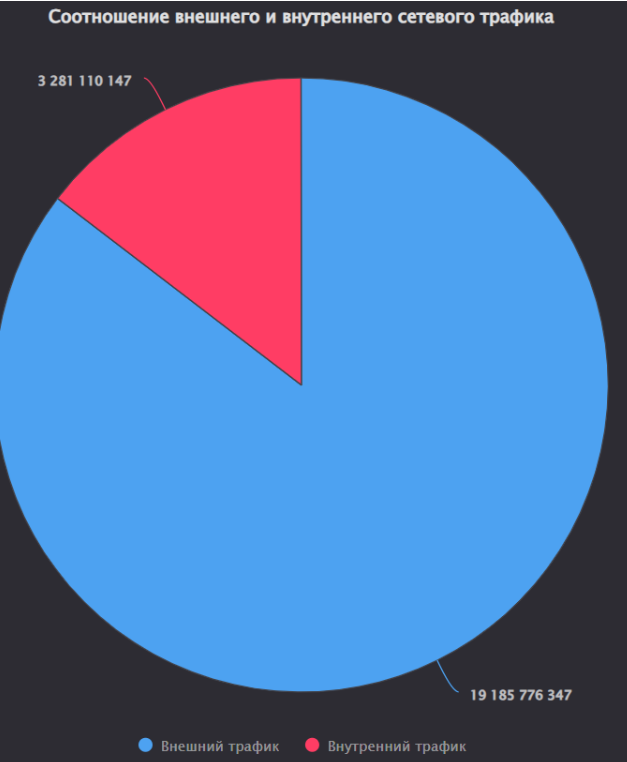 Соотношение внешнего и внутреннего сетевого трафика
3 281 110 147
19 185 776 347
Внешний трафик
Внутренний трафик